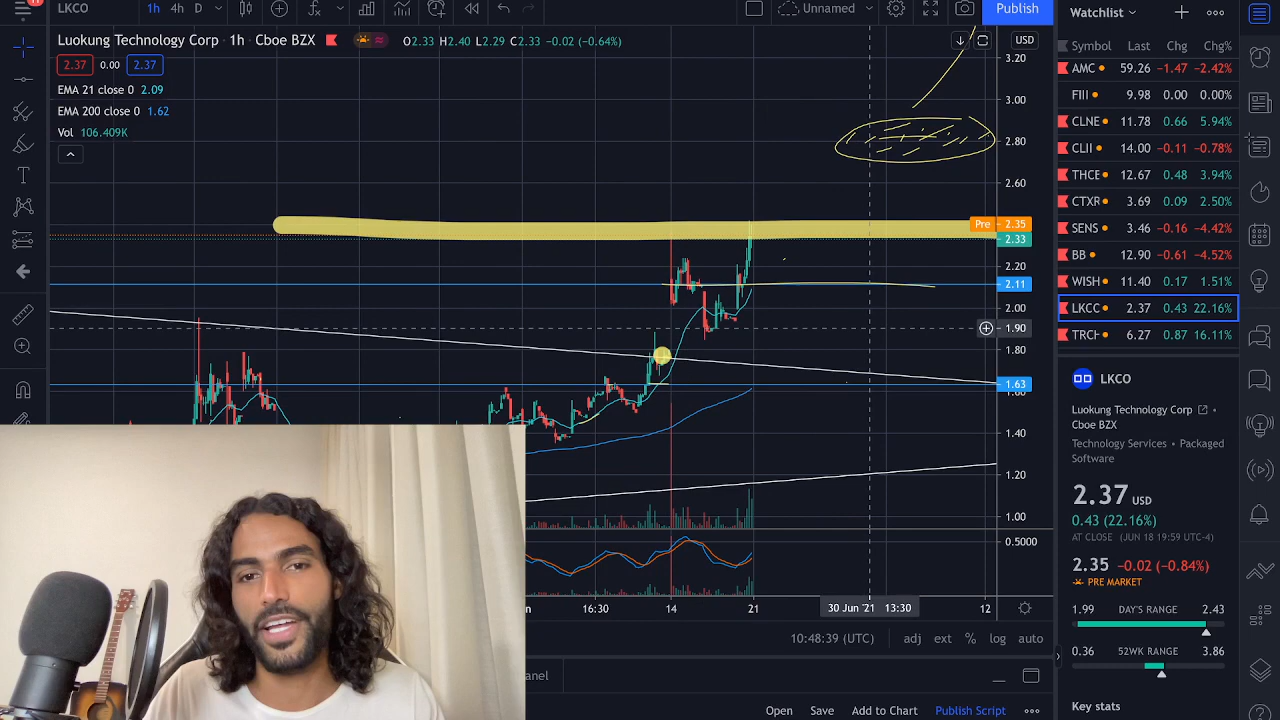 11
LKCO 1h 4h D Unnamed Publish
Luokung Technology Corp · 1h · Cboe BZX O2.33 H2.40 L2.29 C2.33 −0.02 (−0.64%) USD
2.37 0.00 2.37
EMA 21 close 0 2.09
EMA 200 close 0 1.62
Vol 106.409K
3.20
3.00
2.80
2.60
Pre 2.35
2.33
2.20
2.11
2.00
1.90
1.80
1.63
1.60
1.40
1.20
1.00
0.5000
16:30 14 21 30 Jun '21 13:30 12
10:48:39 (UTC) adj ext % log auto
Open Save Add to Chart Publish Script
Watchlist
Symbol Last Chg Chg%
AMC 59.26 −1.47 −2.42%
FIII 9.98 0.00 0.00%
CLNE 11.78 0.66 5.94%
CLII 14.00 −0.11 −0.78%
THCE 12.67 0.48 3.94%
CTXR 3.69 0.09 2.50%
SENS 3.46 −0.16 −4.42%
BB 12.90 −0.61 −4.52%
WISH 11.40 0.17 1.51%
LKCC 2.37 0.43 22.16%
TRCH 6.27 0.87 16.11%
LKCO
Luokung Technology Corp ·
Cboe BZX
Technology Services · Packaged
Software
2.37 USD
0.43 (22.16%)
AT CLOSE (JUN 18 19:59 UTC-4)
2.35 −0.02 (−0.84%)
PRE MARKET
1.99 DAY'S RANGE 2.43
0.36 52WK RANGE 3.86
Key stats